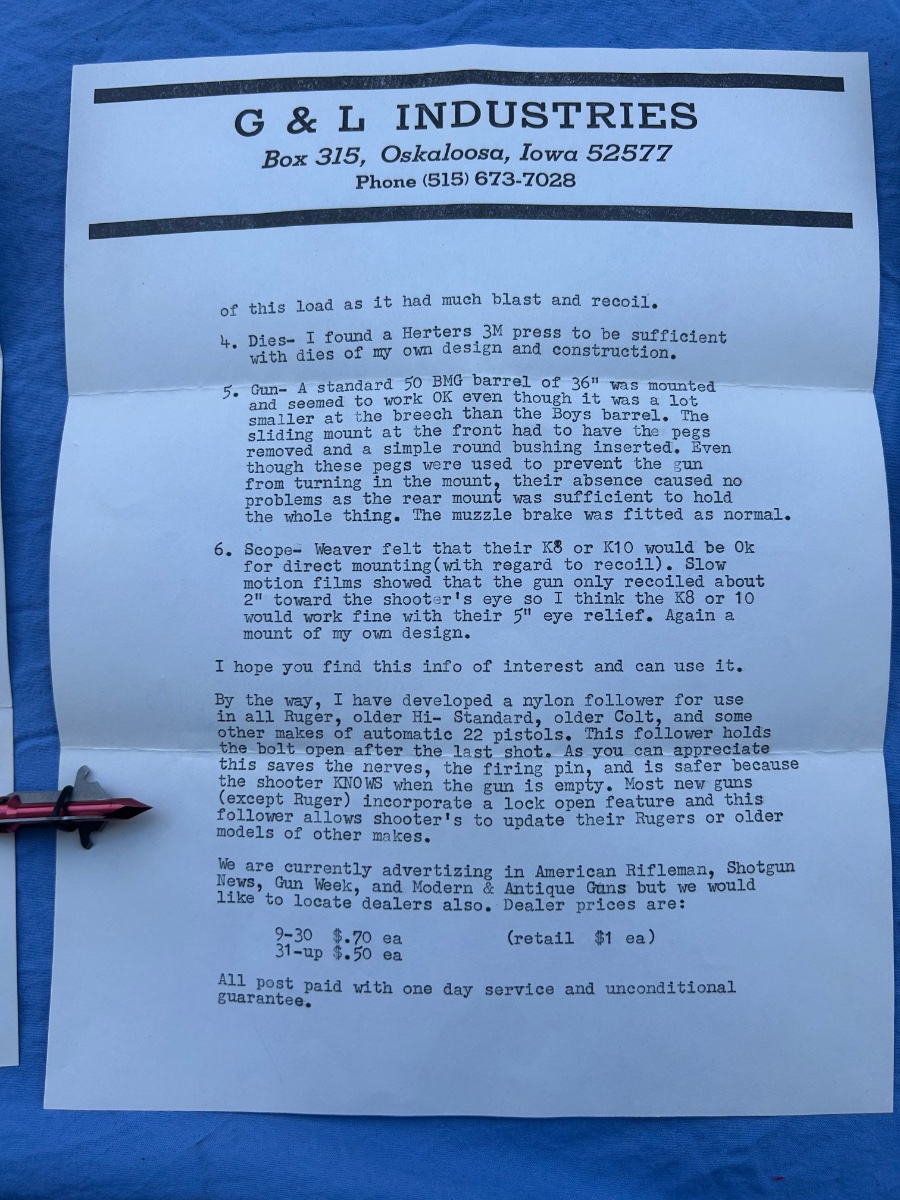 G & L INDUSTRIES
Box 315, Oskaloosa, Iowa 52577
Phone (515) 673-7028
of this load as it had much blast and recoil.
4. Dies- I found a Herters 3M press to be sufficient
with dies of my own design and construction.
5. Gun- A standard 50 BMG barrel of 36" was mounted
and seemed to work OK even though it was a lot
smaller at the breech than the Boys barrel. The
sliding mount at the front had to have the pegs
removed and a simple round bushing inserted. Even
though these pegs were used to prevent the gun
from turning in the mount, their absence caused no
problems as the rear mount was sufficient to hold
the whole thing. The muzzle brake was fitted as normal.
6. Scope- Weaver felt that their K8 or K10 would be Ok
for direct mounting(with regard to recoil). Slow
motion films showed that the gun only recoiled about
2" toward the shooter's eye so I think the K8 or 10
would work fine with their 5" eye relief. Again a
mount of my own design.
I hope you find this info of interest and can use it.
By the way, I have developed a nylon follower for use
in all Ruger, older Hi- Standard, older Colt, and some
other makes of automatic 22 pistols. This follower holds
the bolt open after the last shot. As you can appreciate
this saves the nerves, the firing pin, and is safer because
the shooter KNOWS when the gun is empty. Most new guns
(except Ruger) incorporate a lock open feature and this
follower allows shooter's to update their Rugers or older
models of other makes.
We are currently advertizing in American Rifleman, Shotgun
News, Gun Week, and Modern & Antique Guns but we would
like to locate dealers also. Dealer prices are:
9-30 $.70 ea (retail $1 ea)
31-up $.50 ea
All post paid with one day service and unconditional
guarantee.